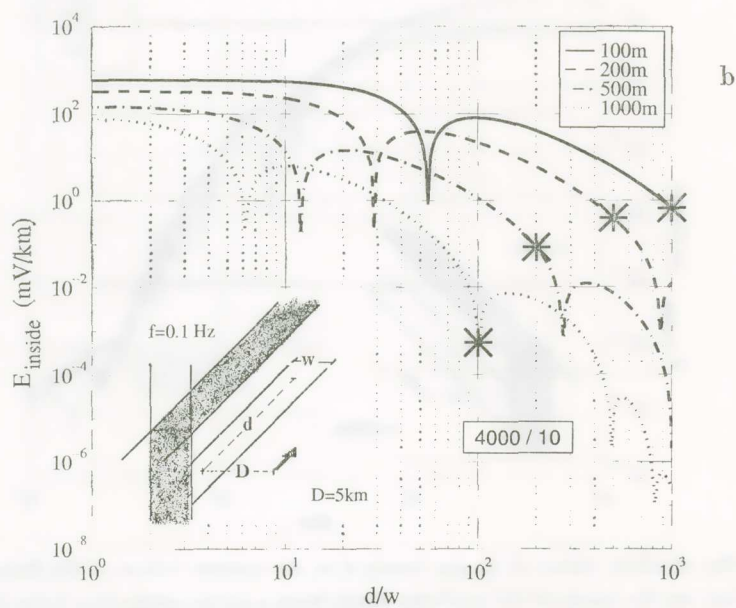 10^4
10^2
10^0
10^-2
10^-4
10^-6
10^-8
E_inside (mV/km)
100m
200m
500m
1000m
b
f=0.1 Hz
w
d
D
D=5km
4000 / 10
10^0
10^1
10^2
10^3
d/w